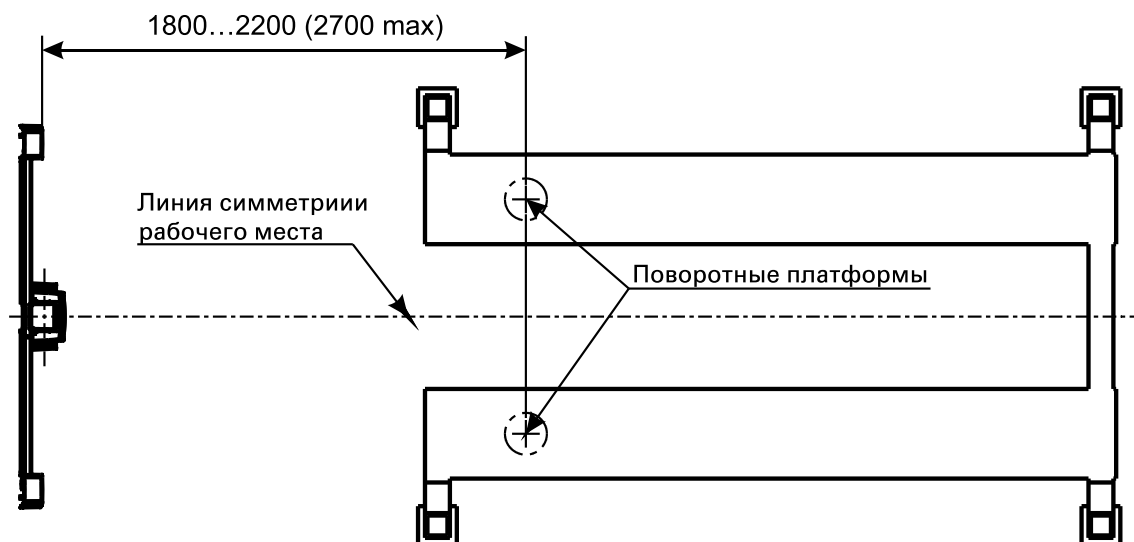 1800...2200 (2700 max)
Линия симметриии
рабочего места
Поворотные платформы